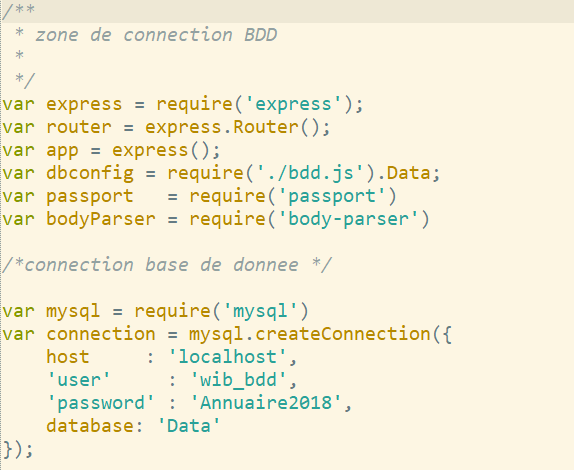 /**
 * zone de connection BDD
 *
 */
var express = require('express');
var router = express.Router();
var app = express();
var dbconfig = require('./bdd.js').Data;
var passport   = require('passport')
var bodyParser = require('body-parser')

/*connection base de donnee */

var mysql = require('mysql')
var connection = mysql.createConnection({
    host     : 'localhost',
    'user'     : 'wib_bdd',
    'password' : 'Annuaire2018',
    database: 'Data'
});